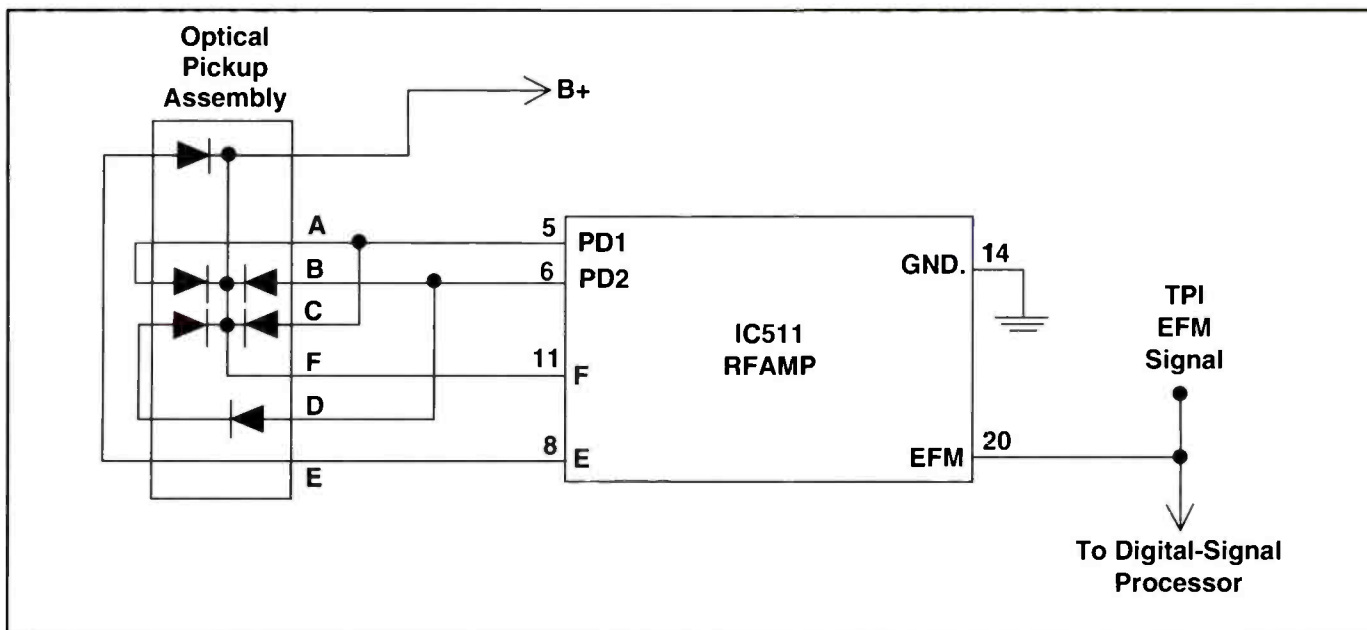 Optical
Pickup
Assembly
B+
A
B
C
F
D
E
5
6
11
8
PD1
PD2
F
E
IC511
RFAMP
GND.
EFM
14
20
TPI
EFM
Signal
To Digital-Signal
Processor